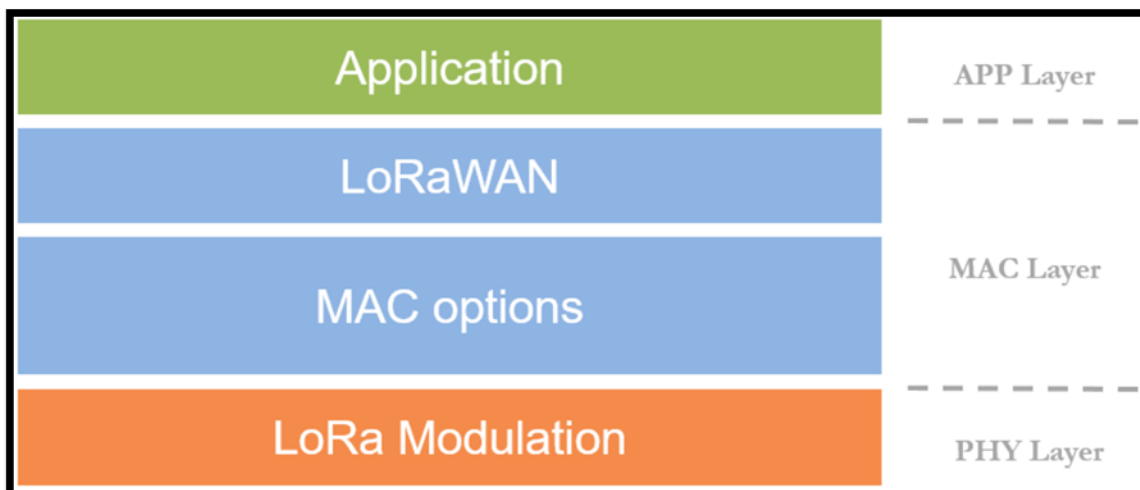 Application
APP Layer
LoRaWAN
MAC Layer
MAC options
LoRa Modulation
PHY Layer